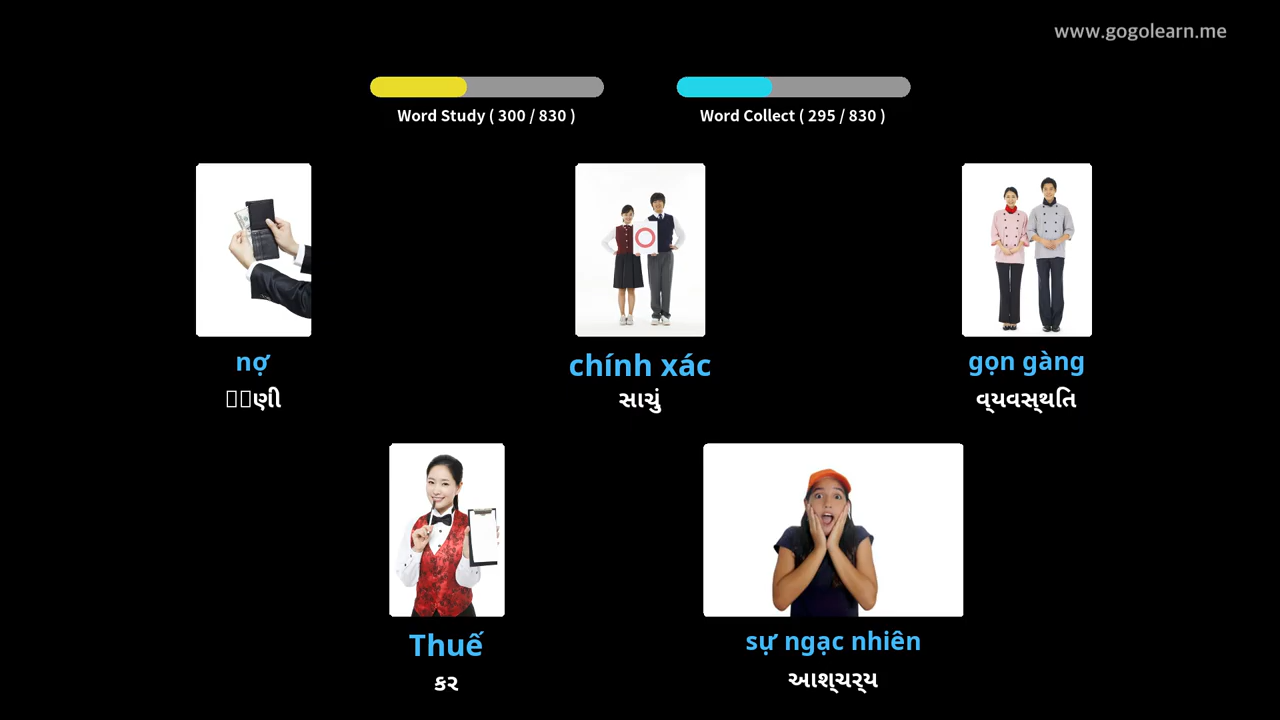 www.gogolearn.me
Word Study ( 300 / 830 )
Word Collect ( 295 / 830 )
nợ
chính xác
સાચું
gọn gàng
વ્યવસ્થતિ
Thuế
કર
sự ngạc nhiên
આશ્ચર્ય